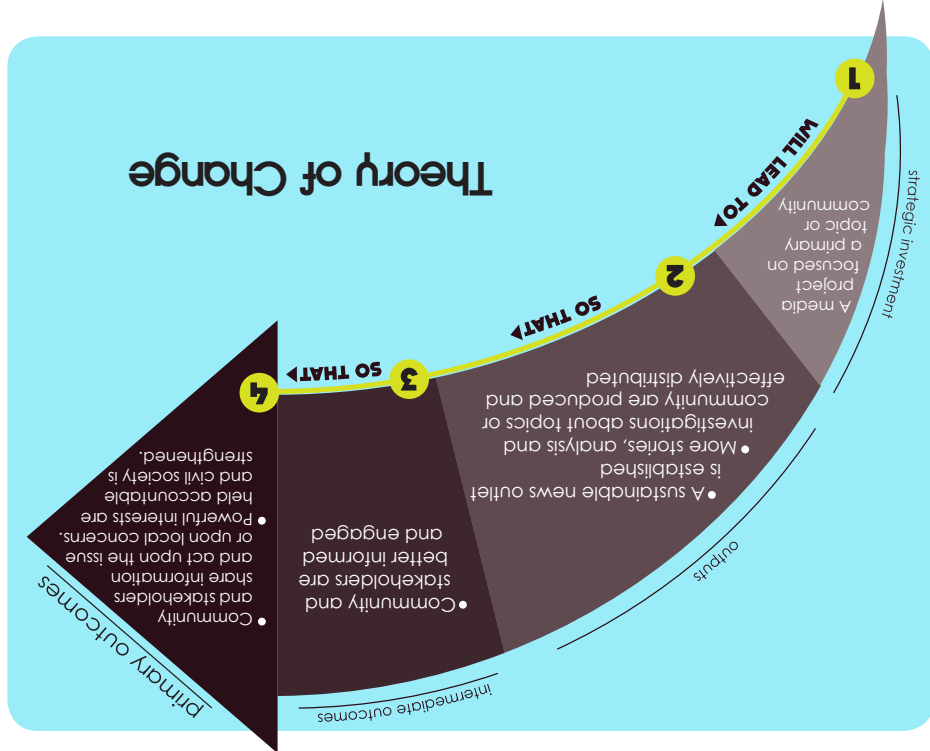 Theory of Change
strategic investment
1
A media
project
focused on
a primary
topic or
community
WILL LEAD TO▶
outputs
2
• A sustainable news outlet
is established
• More stories, analysis and
investigations about topics or
community are produced and
effectively distributed
SO THAT▶
intermediate outcomes
3
• Community and
stakeholders are
better informed
and engaged
SO THAT▶
primary outcomes
4
• Community
and stakeholders
share information
and act upon the issue
or upon local concerns.
• Powerful interests are
held accountable
and civil society is
strengthened.